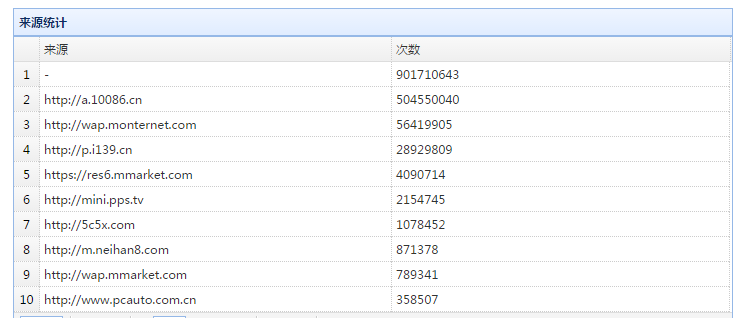 来源统计
来源 次数
1 - 901710643
2 http://a.10086.cn 504550040
3 http://wap.monternet.com 56419905
4 http://p.i139.cn 28929809
5 https://res6.mmarket.com 4090714
6 http://mini.pps.tv 2154745
7 http://5c5x.com 1078452
8 http://m.neihan8.com 871378
9 http://wap.mmarket.com 789341
10 http://www.pcauto.com.cn 358507